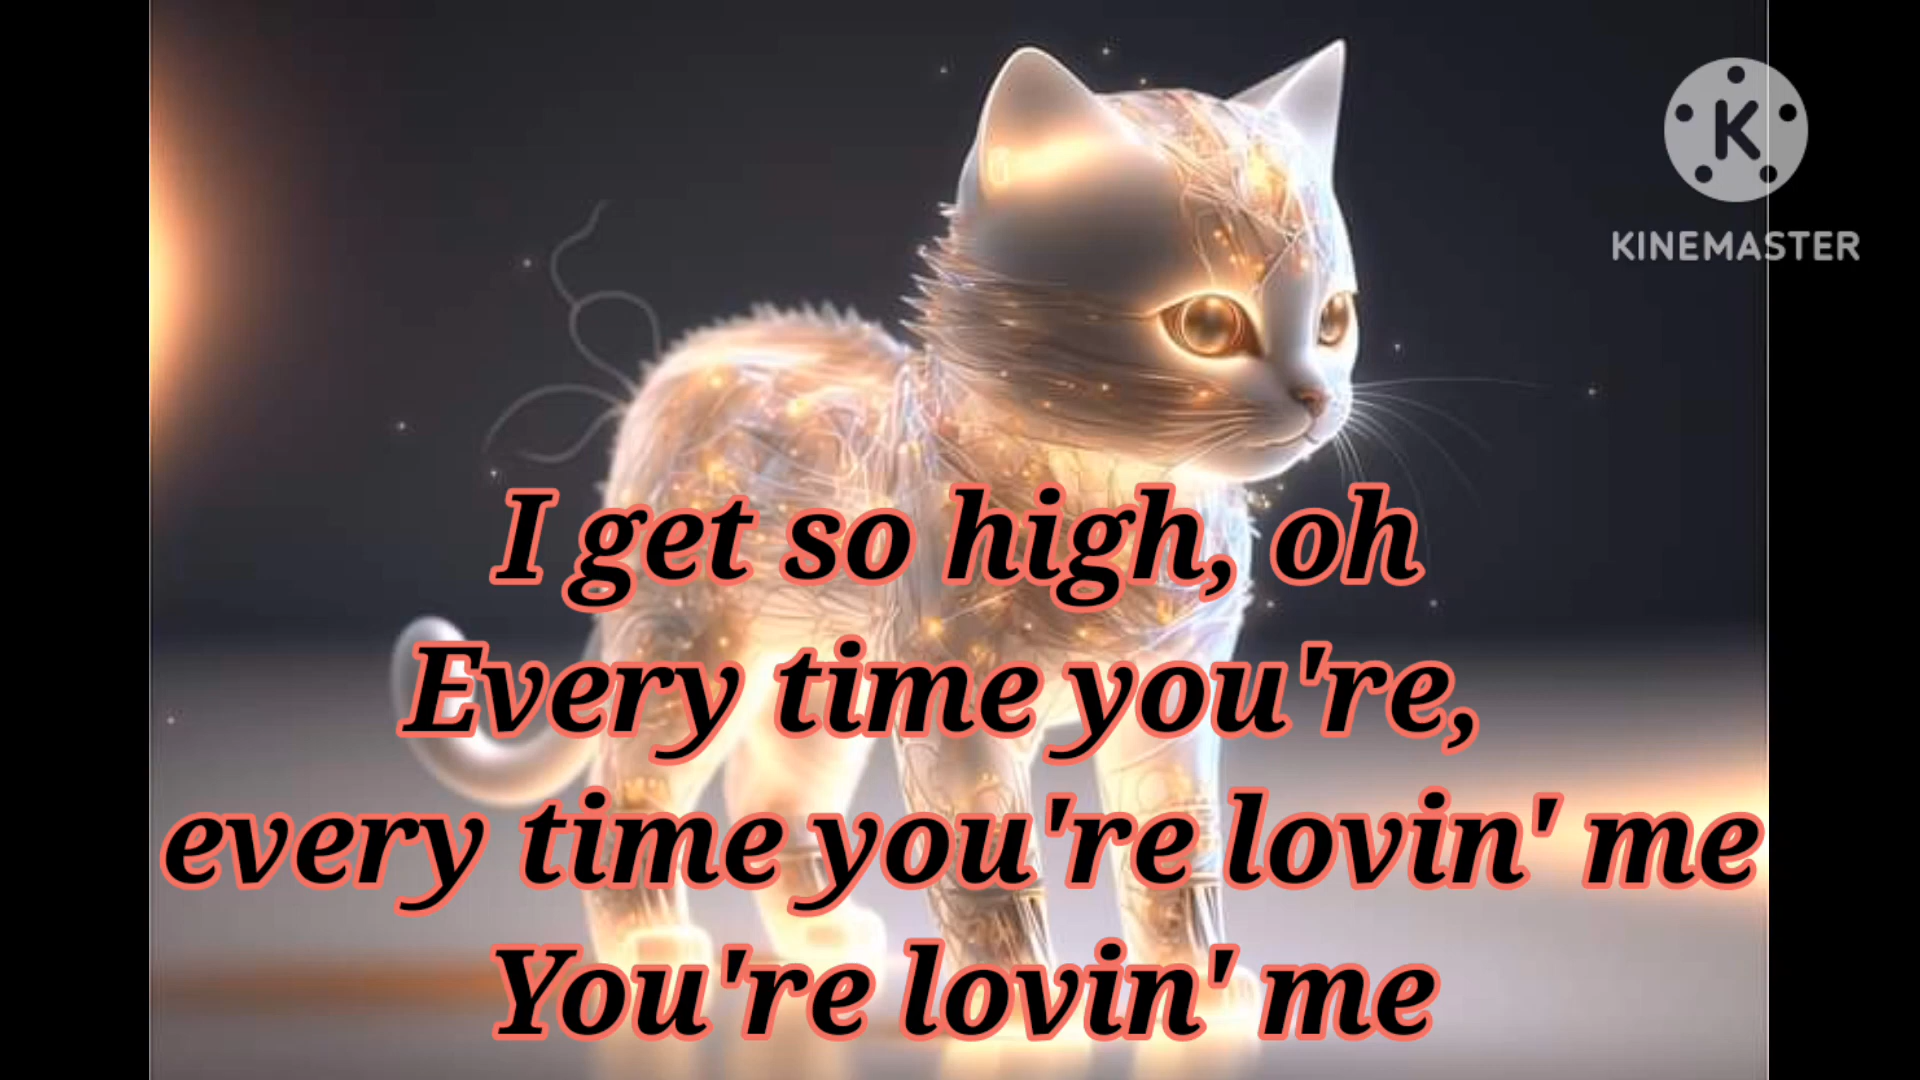 K
KINEMASTER
I get so high, oh
Every time you're,
every time you're lovin' me
You're lovin' me